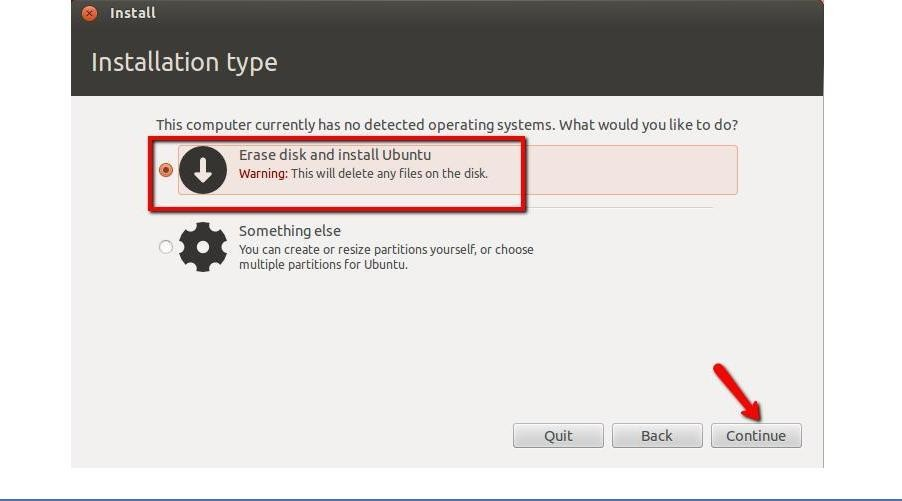 Install
Installation type
This computer currently has no detected operating systems. What would you like to do?
Erase disk and install Ubuntu
Warning: This will delete any files on the disk.
Something else
You can create or resize partitions yourself, or choose
multiple partitions for Ubuntu.
Quit
Back
Continue